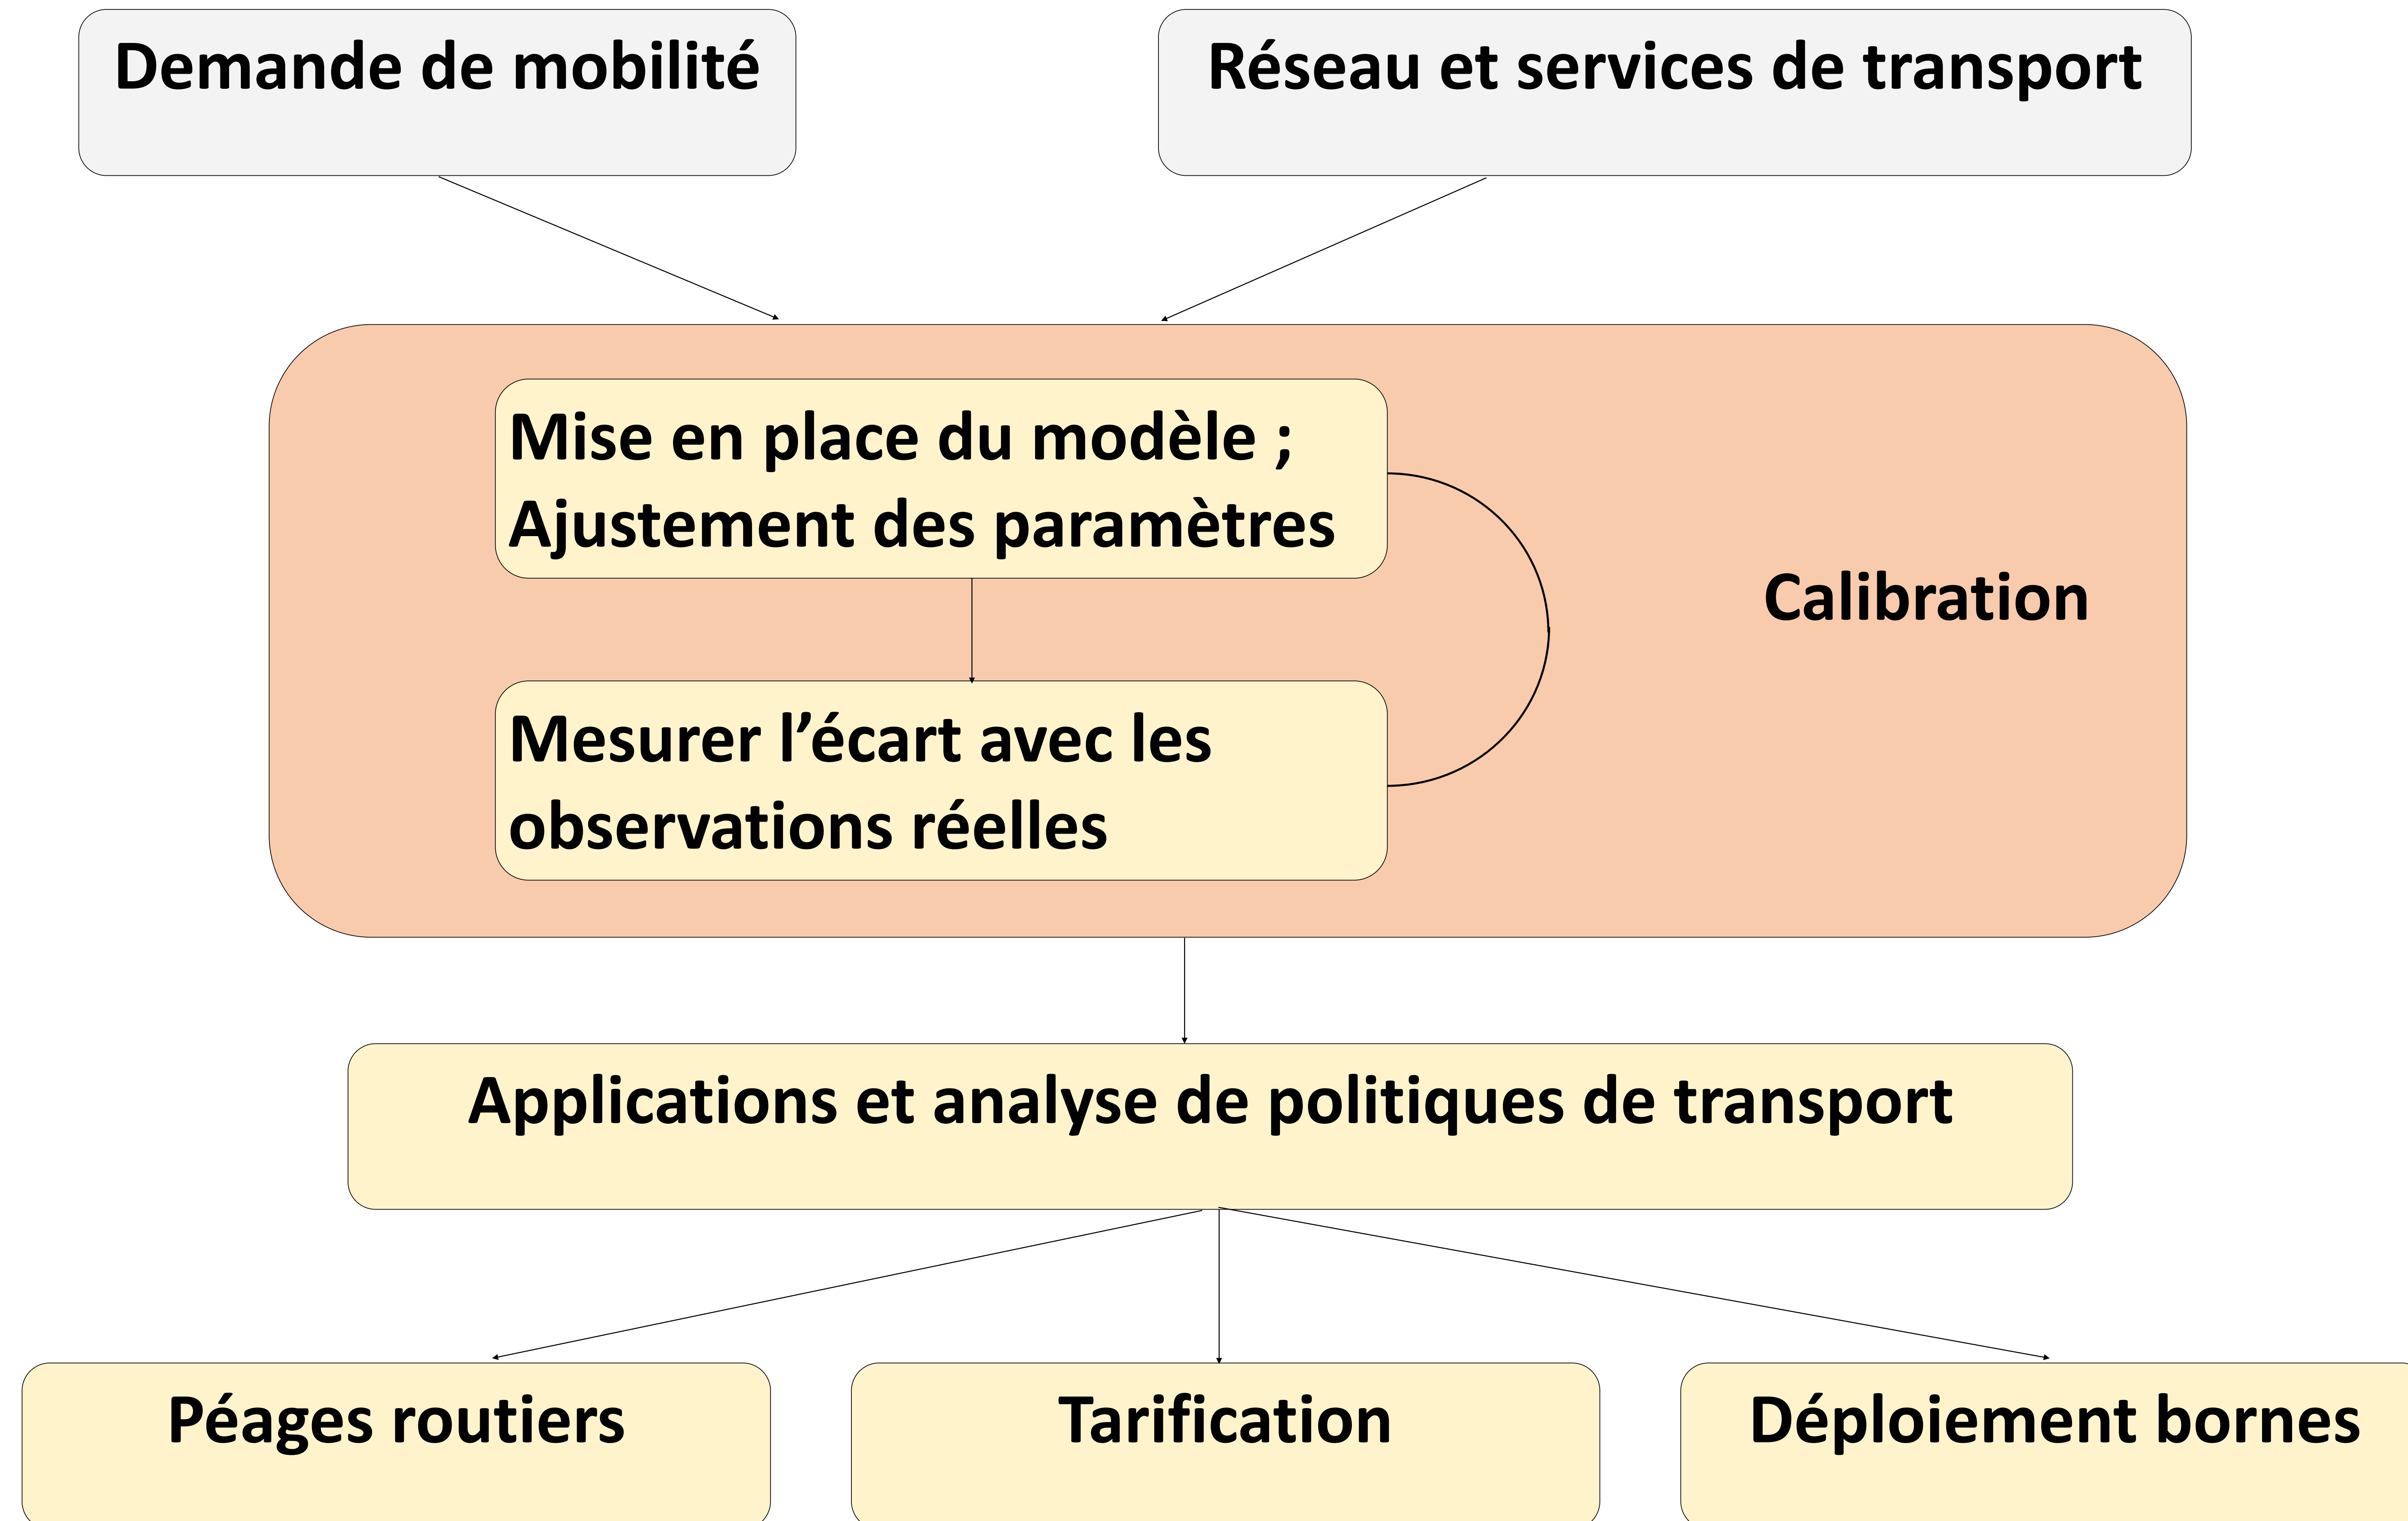 Demande de mobilité
Réseau et services de transport
Mise en place du modèle ;
Ajustement des paramètres
Calibration
Mesurer l’écart avec les
observations réelles
Applications et analyse de politiques de transport
Péages routiers
Tarification
Déploiement bornes